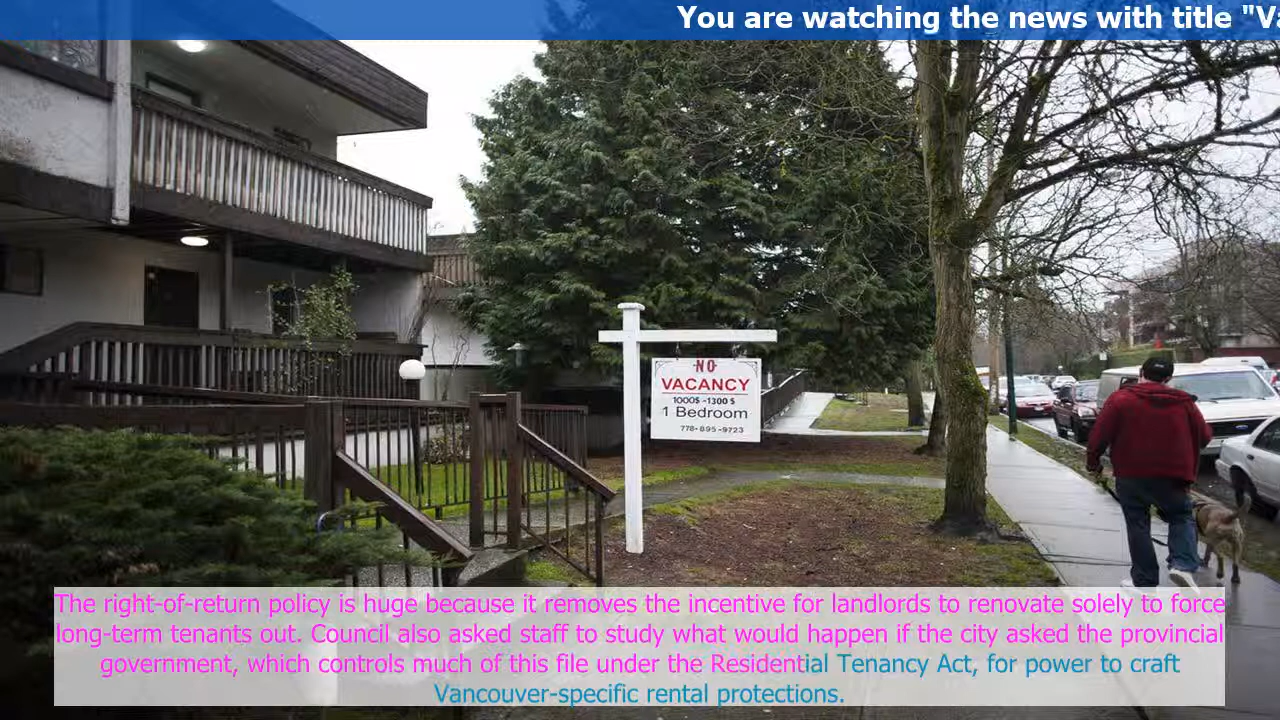 You are watching the news with title "Va
NO
VACANCY
1000$ -1300 $
1 Bedroom
778-895-9723
The right-of-return policy is huge because it removes the incentive for landlords to renovate solely to force
long-term tenants out. Council also asked staff to study what would happen if the city asked the provincial
government, which controls much of this file under the Residential Tenancy Act, for power to craft
Vancouver-specific rental protections.